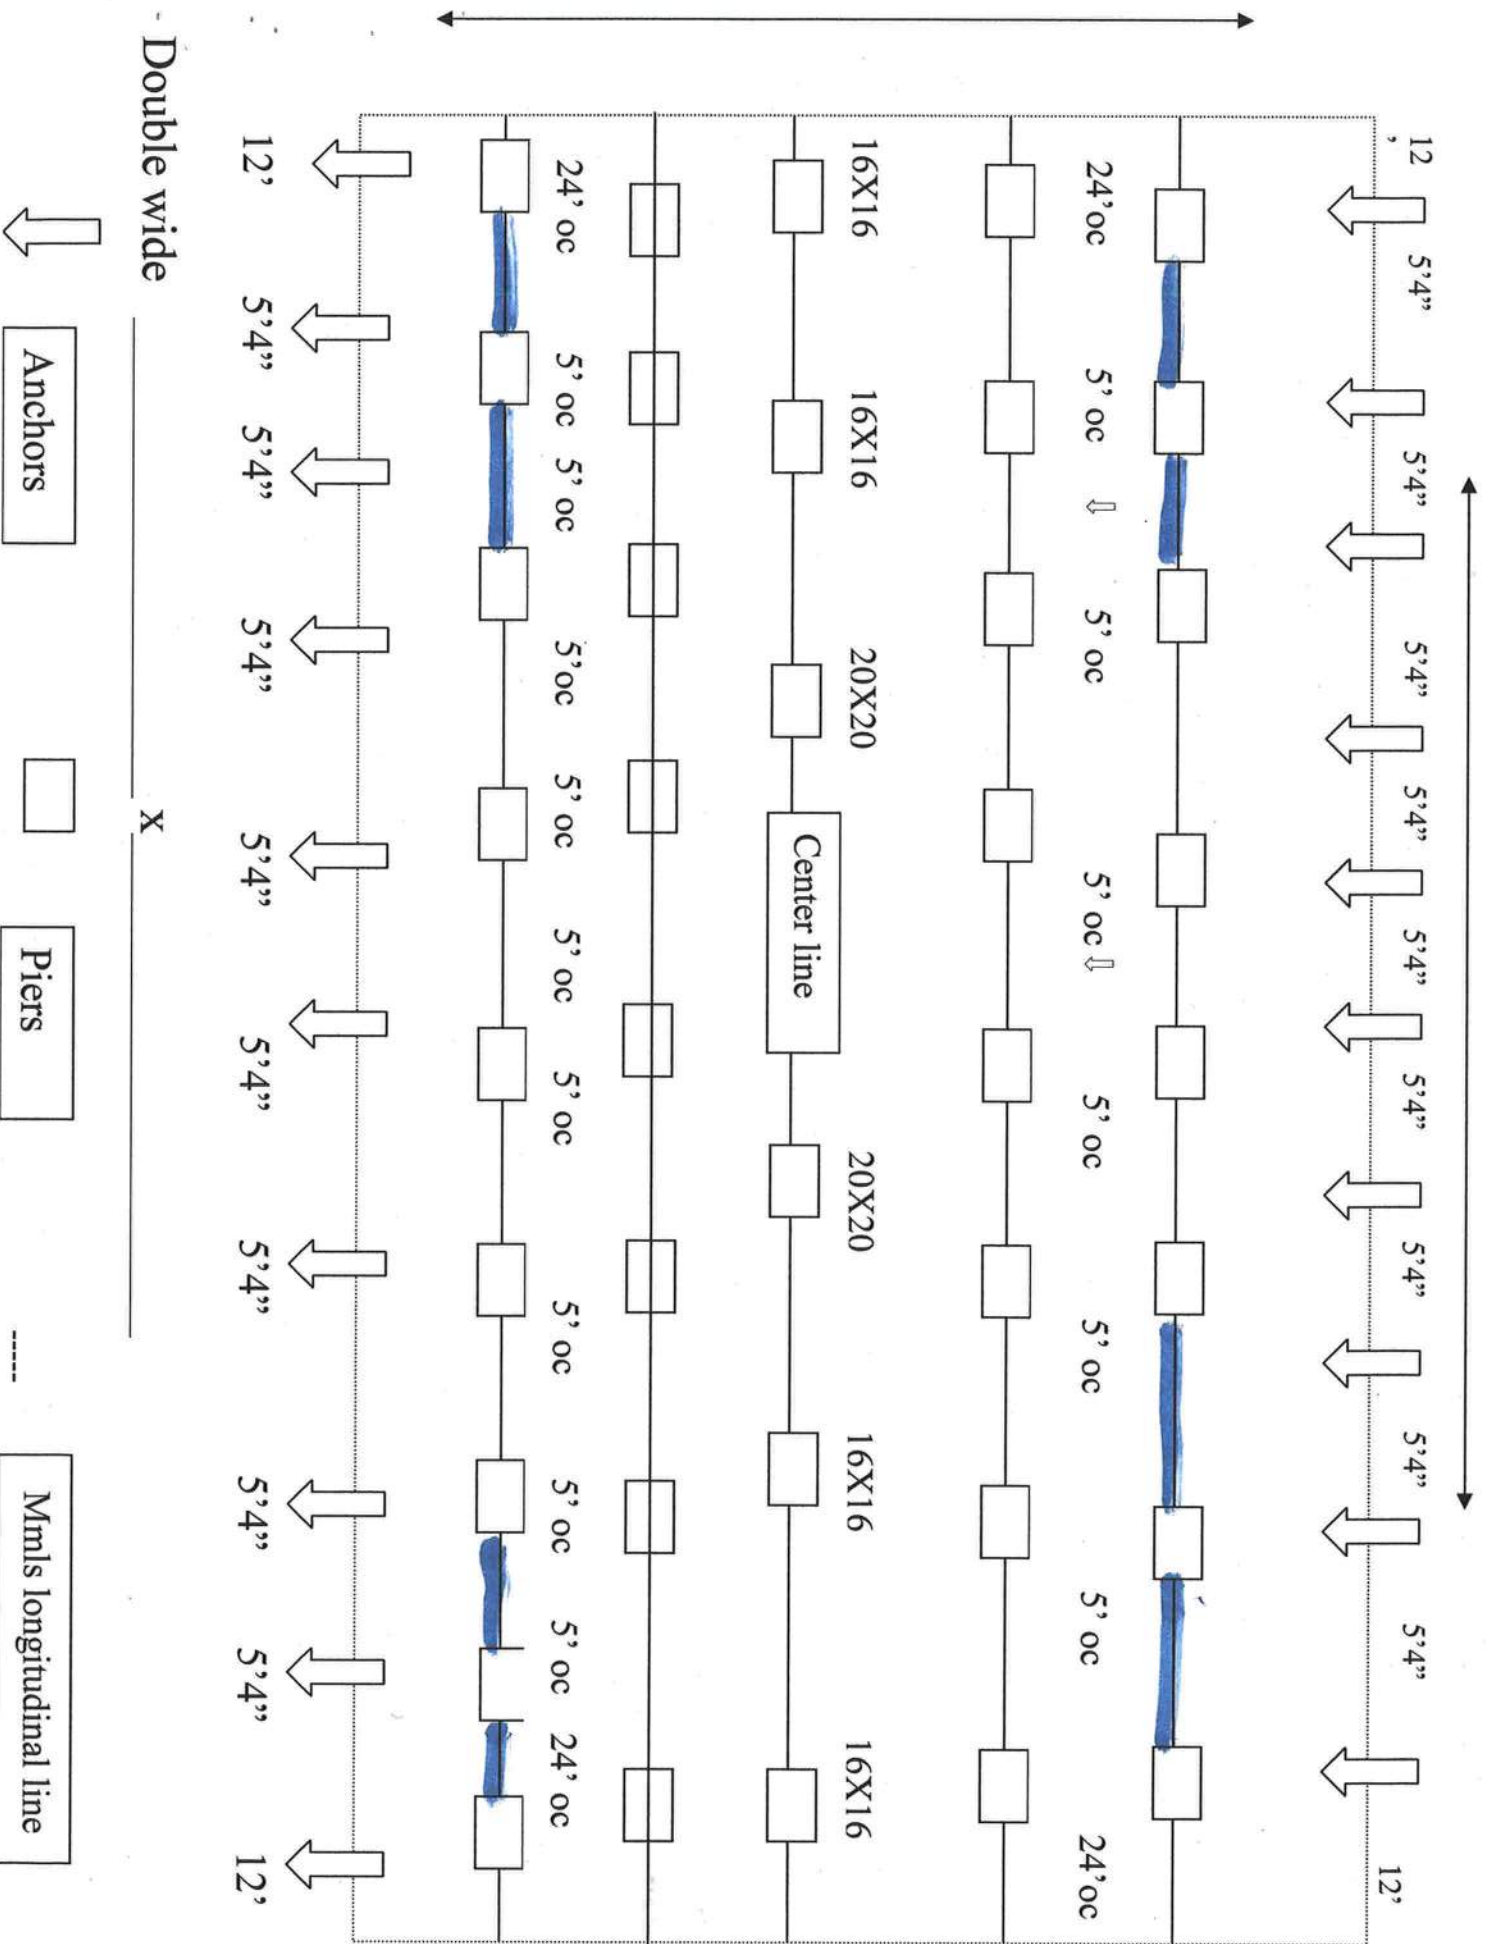 12’
5’4”
5’4”
5’4”
5’4”
5’4”
5’4”
5’4”
5’4”
5’4”
12’
24’oc
5’ oc
5’ oc
5’ oc
5’ oc
5’ oc
5’ oc
24’oc
16X16
16X16
20X20
20X20
16X16
16X16
Center line
24’ oc
5’ oc
5’ oc
5’oc
5’ oc
5’ oc
5’ oc
5’ oc
5’ oc
5’ oc
24’ oc
12’
5’4”
5’4”
5’4”
5’4”
5’4”
5’4”
5’4”
5’4”
12’
Double wide
X
Anchors
Piers
-----
Mmls longitudinal line